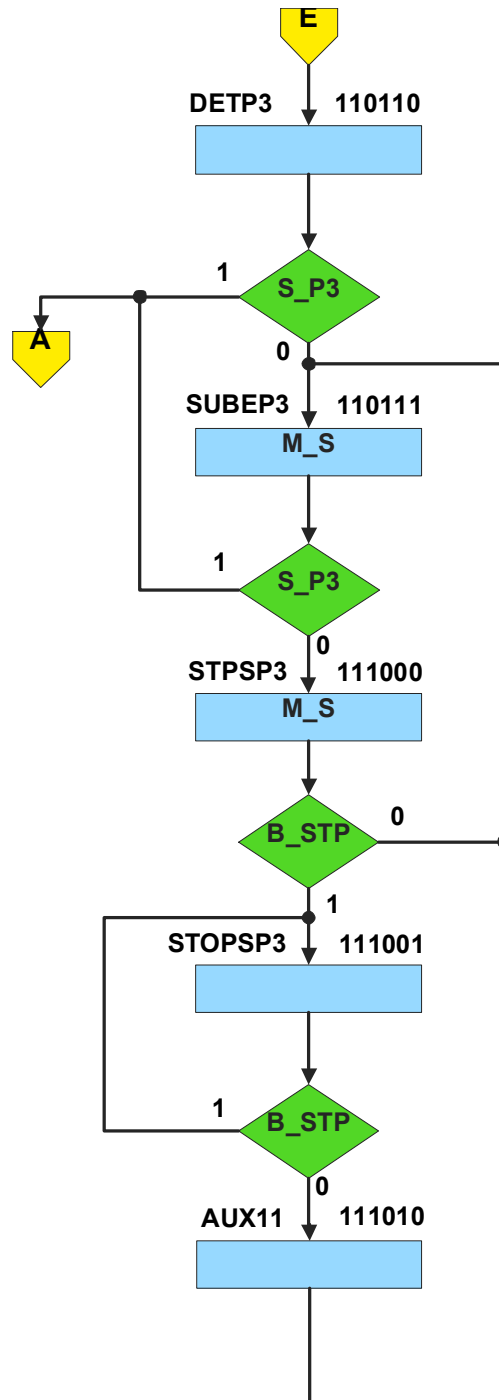 E
DETP3 110110
1
S_P3
A
0
SUBEP3 110111
M_S
1
S_P3
0
STPSP3 111000
M_S
0
B_STP
1
STOPSP3 111001
1
B_STP
0
AUX11 111010